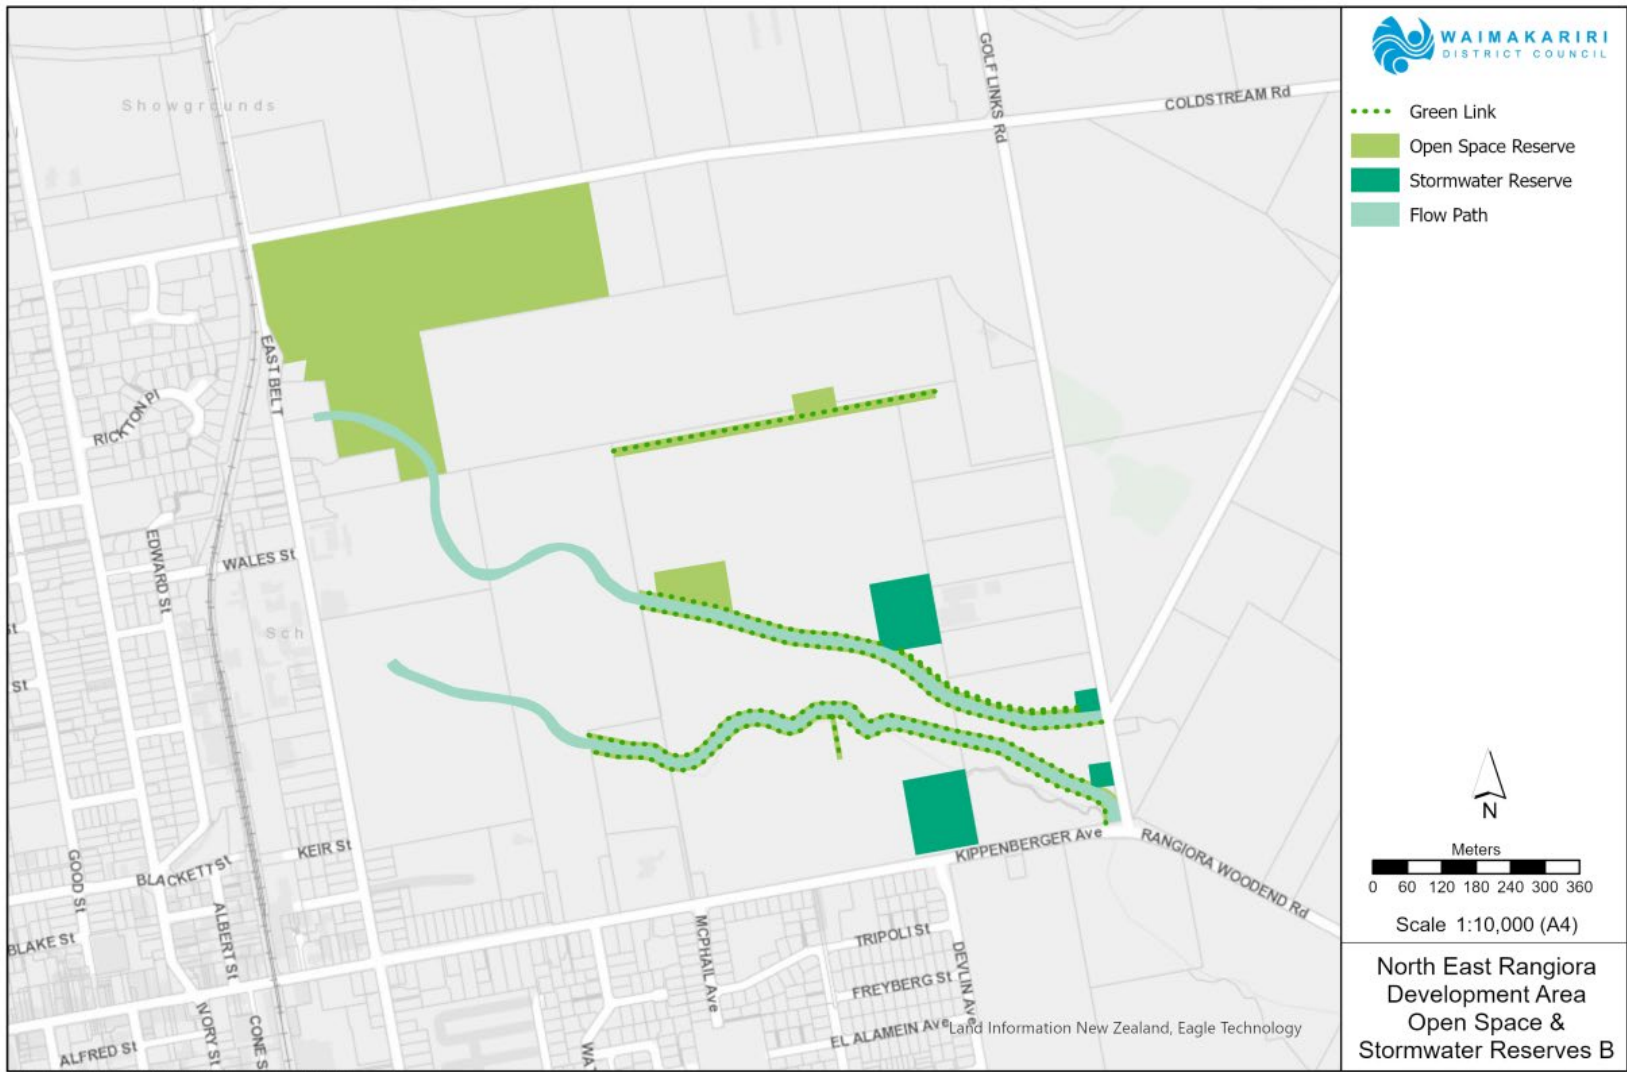 WAIMAKARIRI
DISTRICT COUNCIL
Green Link
Open Space Reserve
Stormwater Reserve
Flow Path
Showgrounds
GOLF LINKS Rd
COLDSTREAM Rd
EAST BELT
RICKTON Pl
EDWARD St
WALES St
Sch
St
St
KEIR St
BLACKETT St
GOOD St
ALBERT St
BLAKE St
IVORY St
CONE S
ALFRED St
KIPPENBERGER Ave
RANGIORA WOODEND Rd
MCPHAIL Ave
TRIPOLI St
DEVLIN Ave
FREYBERG St
EL ALAMEIN Ave
WA
Land Information New Zealand, Eagle Technology
N
Meters
0 60 120 180 240 300 360
Scale 1:10,000 (A4)
North East Rangiora
Development Area
Open Space &
Stormwater Reserves B